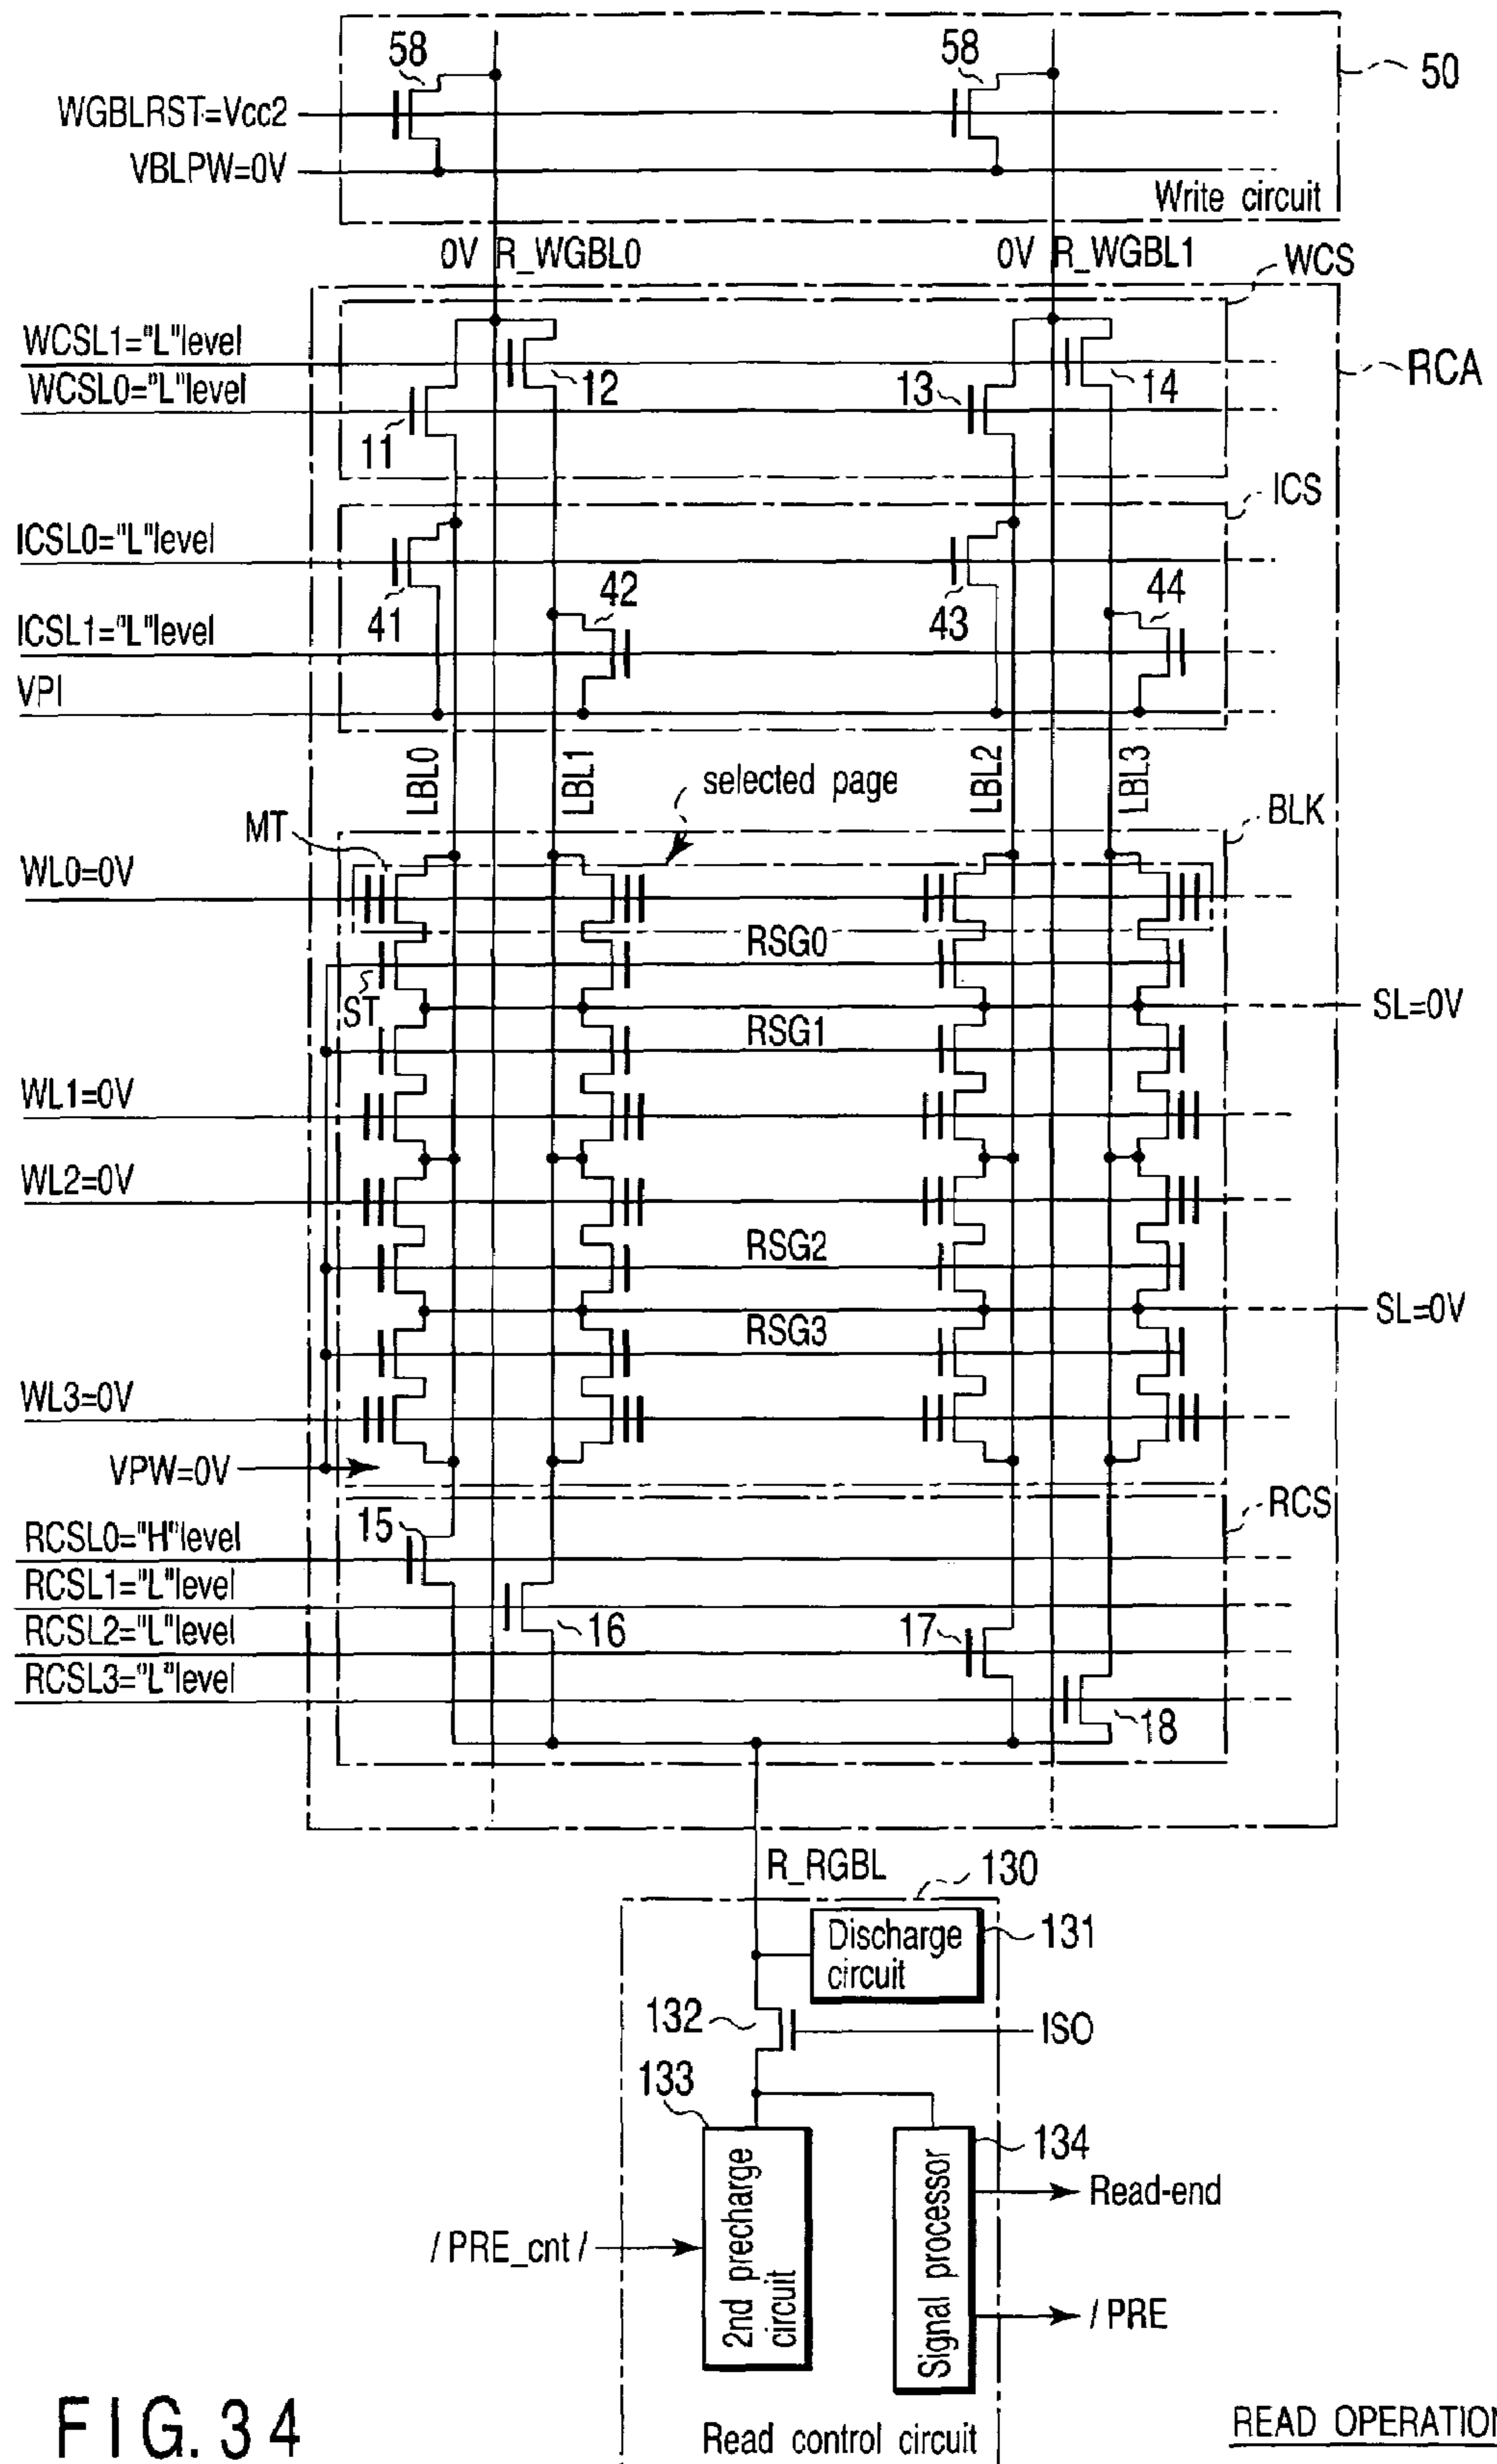 58
58
50
WGBLRST=Vcc2
VBLPW=0V
Write circuit
0V R_WGBL0
0V R_WGBL1
WCS
WCSL1="L"level
12
14
RCA
WCSL0="L"level
13
11
ICS
ICSL0="L"level
42
44
41
43
ICSL1="L"level
VPI
LBL0
LBL1
LBL2
LBL3
selected page
MT
BLK
WL0=0V
RSG0
ST
SL=0V
RSG1
WL1=0V
WL2=0V
RSG2
SL=0V
RSG3
WL3=0V
VPW=0V
15
RCS
RCSL0="H"level
RCSL1="L"level
16
17
RCSL2="L"level
RCSL3="L"level
18
R_RGBL
130
Discharge
circuit
131
132
ISO
133
134
2nd precharge
circuit
Signal processor
Read-end
/ PRE_cnt /
/ PRE
FIG. 34
Read control circuit
READ OPERATION